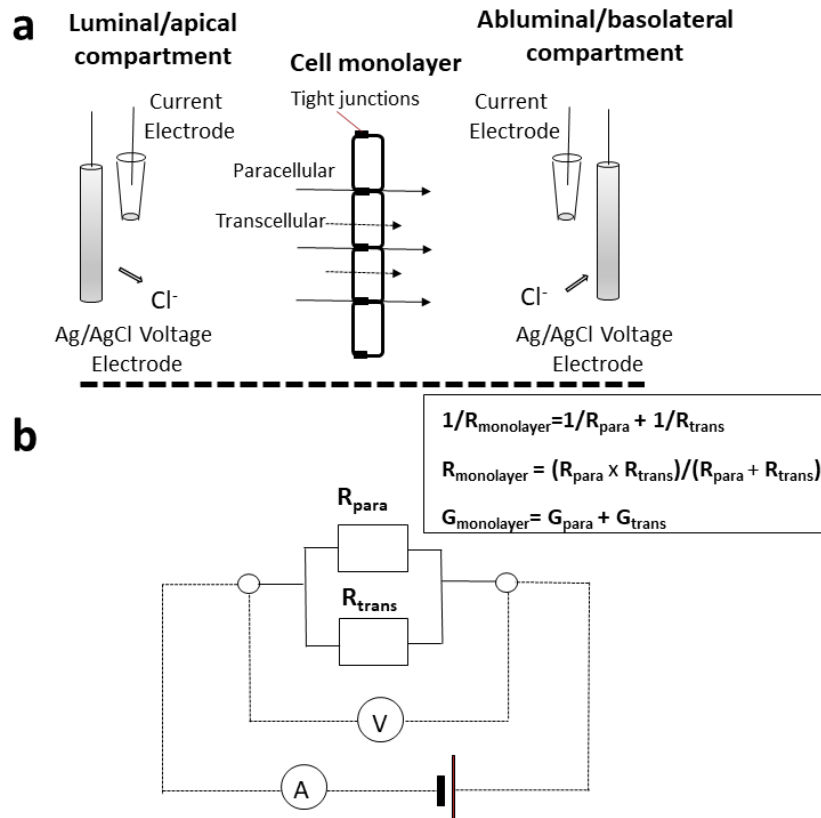 a
Luminal/apical
compartment
Abluminal/basolateral
compartment
Cell monolayer
Tight junctions
Current
Electrode
Current
Electrode
Paracellular
Transcellular
Cl⁻
Cl⁻
Ag/AgCl Voltage
Electrode
Ag/AgCl Voltage
Electrode
b
1/Rmonolayer=1/Rpara + 1/Rtrans
Rmonolayer = (Rpara x Rtrans)/(Rpara + Rtrans)
Gmonolayer= Gpara + Gtrans
Rpara
Rtrans
V
A